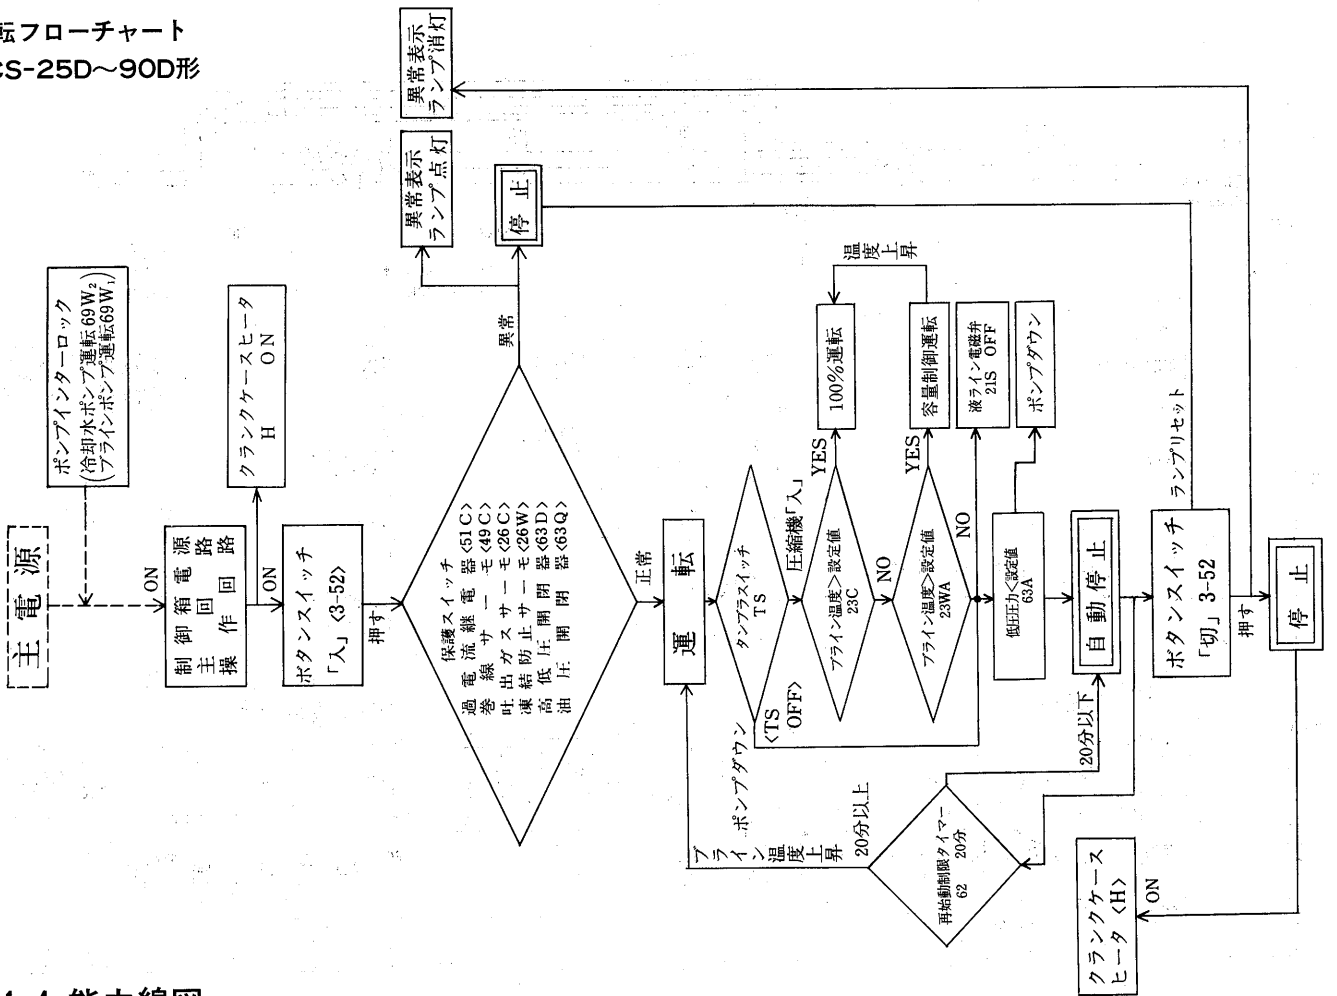 転フローチャート
CS-25D〜90D形
主電源
ポンプインターロック
(冷却水ポンプ運転69W₂
ブラインポンプ運転69W₁)
ON
制御箱電源
主回路
操作回路
クランクケースヒータ
H ON
ON
ボタンスイッチ
「入」<3-52>
押す
保護スイッチ
過電流継電器<51C>
巻線サーモ<49C>
吐出ガスサーモ<26C>
凍結防止サーモ<26W>
高低圧開閉器<63D>
油圧開閉器<63Q>
異常
異常表示
ランプ点灯
停止
異常表示
ランプ消灯
正常
運転
タンブラスイッチ
TS
<TS
OFF>
ポンプダウン
圧縮機「入」
ブライン温度>設定値
23C
YES
100%運転
NO
ブライン温度>設定値
23WA
YES
容量制御運転
温度
上昇
NO
液ライン電磁弁
21S OFF
低圧圧力<設定値
63A
ポンプダウン
自動停止
20分以下
再始動制限タイマー
62 20分
20分以上
ブライン温度上昇
ボタンスイッチ
「切」 3-52
ランプリセット
押す
停止
ON
クランクケース
ヒータ <H>